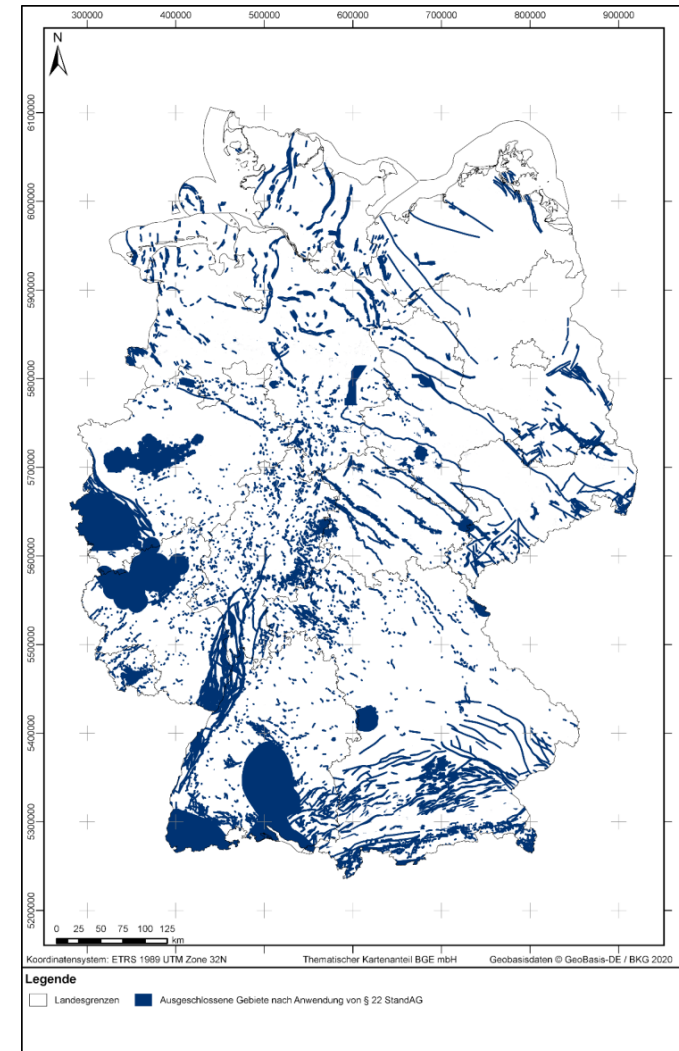 300000 400000 500000 600000 700000 800000 900000
N
6100000
6000000
5900000
5800000
5700000
5600000
5500000
5400000
5300000
5200000
0 25 50 75 100 125
km
Koordinatensystem: ETRS 1989 UTM Zone 32N Thematischer Kartenanteil BGE mbH Geobasisdaten © GeoBasis-DE / BKG 2020
Legende
Landesgrenzen Ausgeschlossene Gebiete nach Anwendung von § 22 StandAG